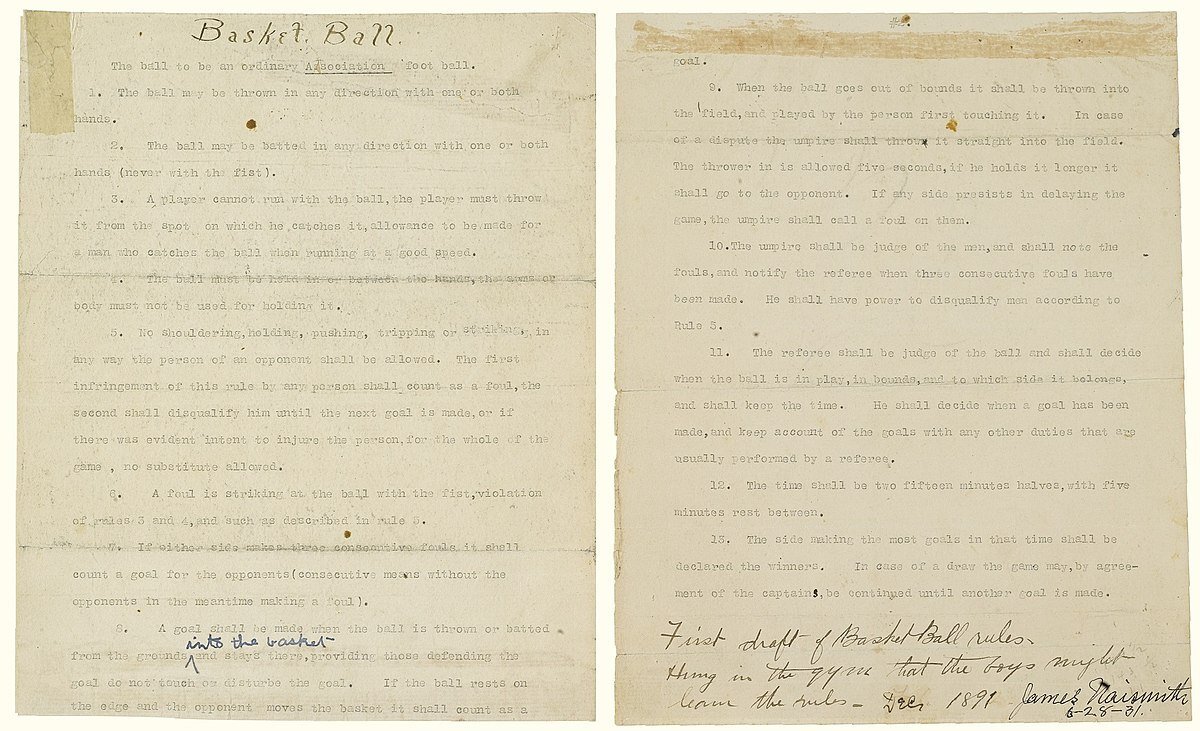 Basket Ball.
The ball to be an ordinary Association foot ball.
1. The ball may be thrown in any direction with one or both
hands.
2. The ball may be batted in any direction with one or both
hands (never with the fist).
3. A player cannot run with the ball,the player must throw
it from the spot on which he catches it,allowance to be made for
a man who catches the ball when running at a good speed.
4. The ball must be held in or between the hands,the arms or
body must not be used for holding it.
5. No shouldering,holding, pushing, tripping or striking, in
any way the person of an opponent shall be allowed. The first
infringement of this rule by any person shall count as a foul,the
second shall disqualify him until the next goal is made,or if
there was evident intent to injure the person,for the whole of the
game , no substitute allowed.
6. A foul is striking at the ball with the fist,violation
of rules 3 and 4,and such as described in rule 5.
7. If either side makes three consecutive fouls it shall
count a goal for the opponents(consecutive means without the
opponents in the meantime making a foul).
8. A goal shall be made when the ball is thrown or batted
into the basket
from the grounds and stays there,providing those defending the
goal do not touch or disturbe the goal. If the ball rests on
the edge and the opponent moves the basket it shall count as a
#2.
goal.
9. When the ball goes out of bounds it shall be thrown into
the field,and played by the person first touching it. In case
of a dispute the umpire shall throw it straight into the field.
The thrower in is allowed five seconds,if he holds it longer it
shall go to the opponent. If any side presists in delaying the
game,the umpire shall call a foul on them.
10.The umpire shall be judge of the men,and shall note the
fouls,and notify the referee when three consecutive fouls have
been made. He shall have power to disqualify men according to
Rule 5.
11. The referee shall be judge of the ball and shall decide
when the ball is in play,in bounds,and to which side it belongs,
and shall keep the time. He shall decide when a goal has been
made,and keep account of the goals with any other duties that are
usually performed by a referee.
12. The time shall be two fifteen minutes halves,with five
minutes rest between.
13. The side making the most goals in that time shall be
declared the winners. In case of a draw the game may,by agree-
ment of the captains,be continued until another goal is made.
First draft of Basket Ball rules.
Hung in the gym that the boys might
learn the rules - Dec. 1891 James Naismith
6-28-31.